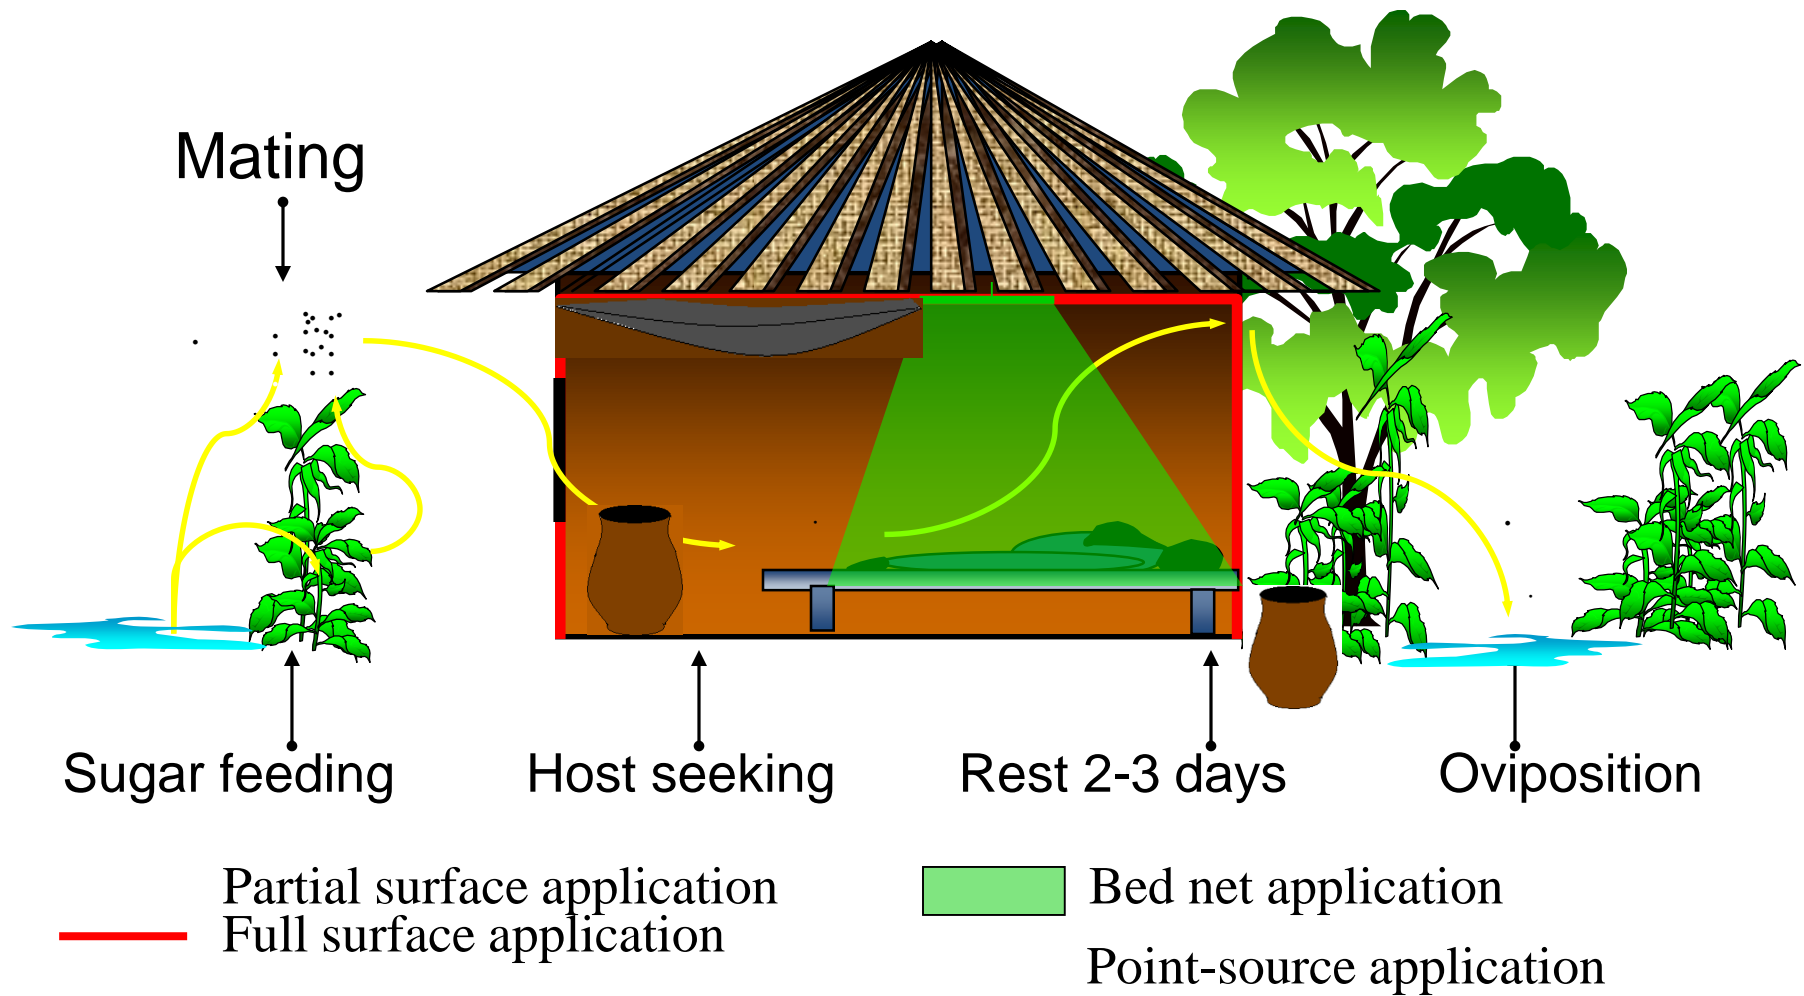 Mating
Sugar feeding
Host seeking
Rest 2-3 days
Oviposition
Partial surface application
Full surface application
Bed net application
Point-source application